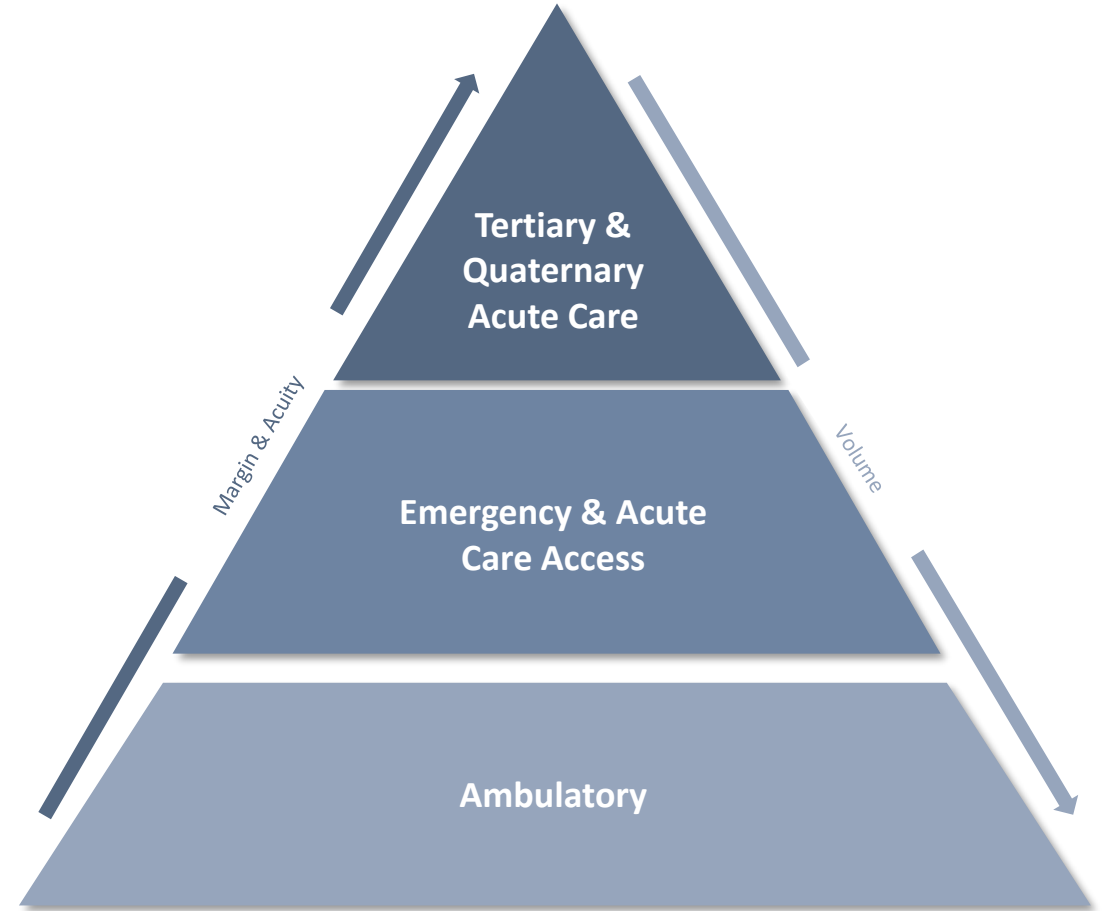 Tertiary &
Quaternary
Acute Care
Margin & Acuity
Volume
Emergency & Acute
Care Access
Ambulatory